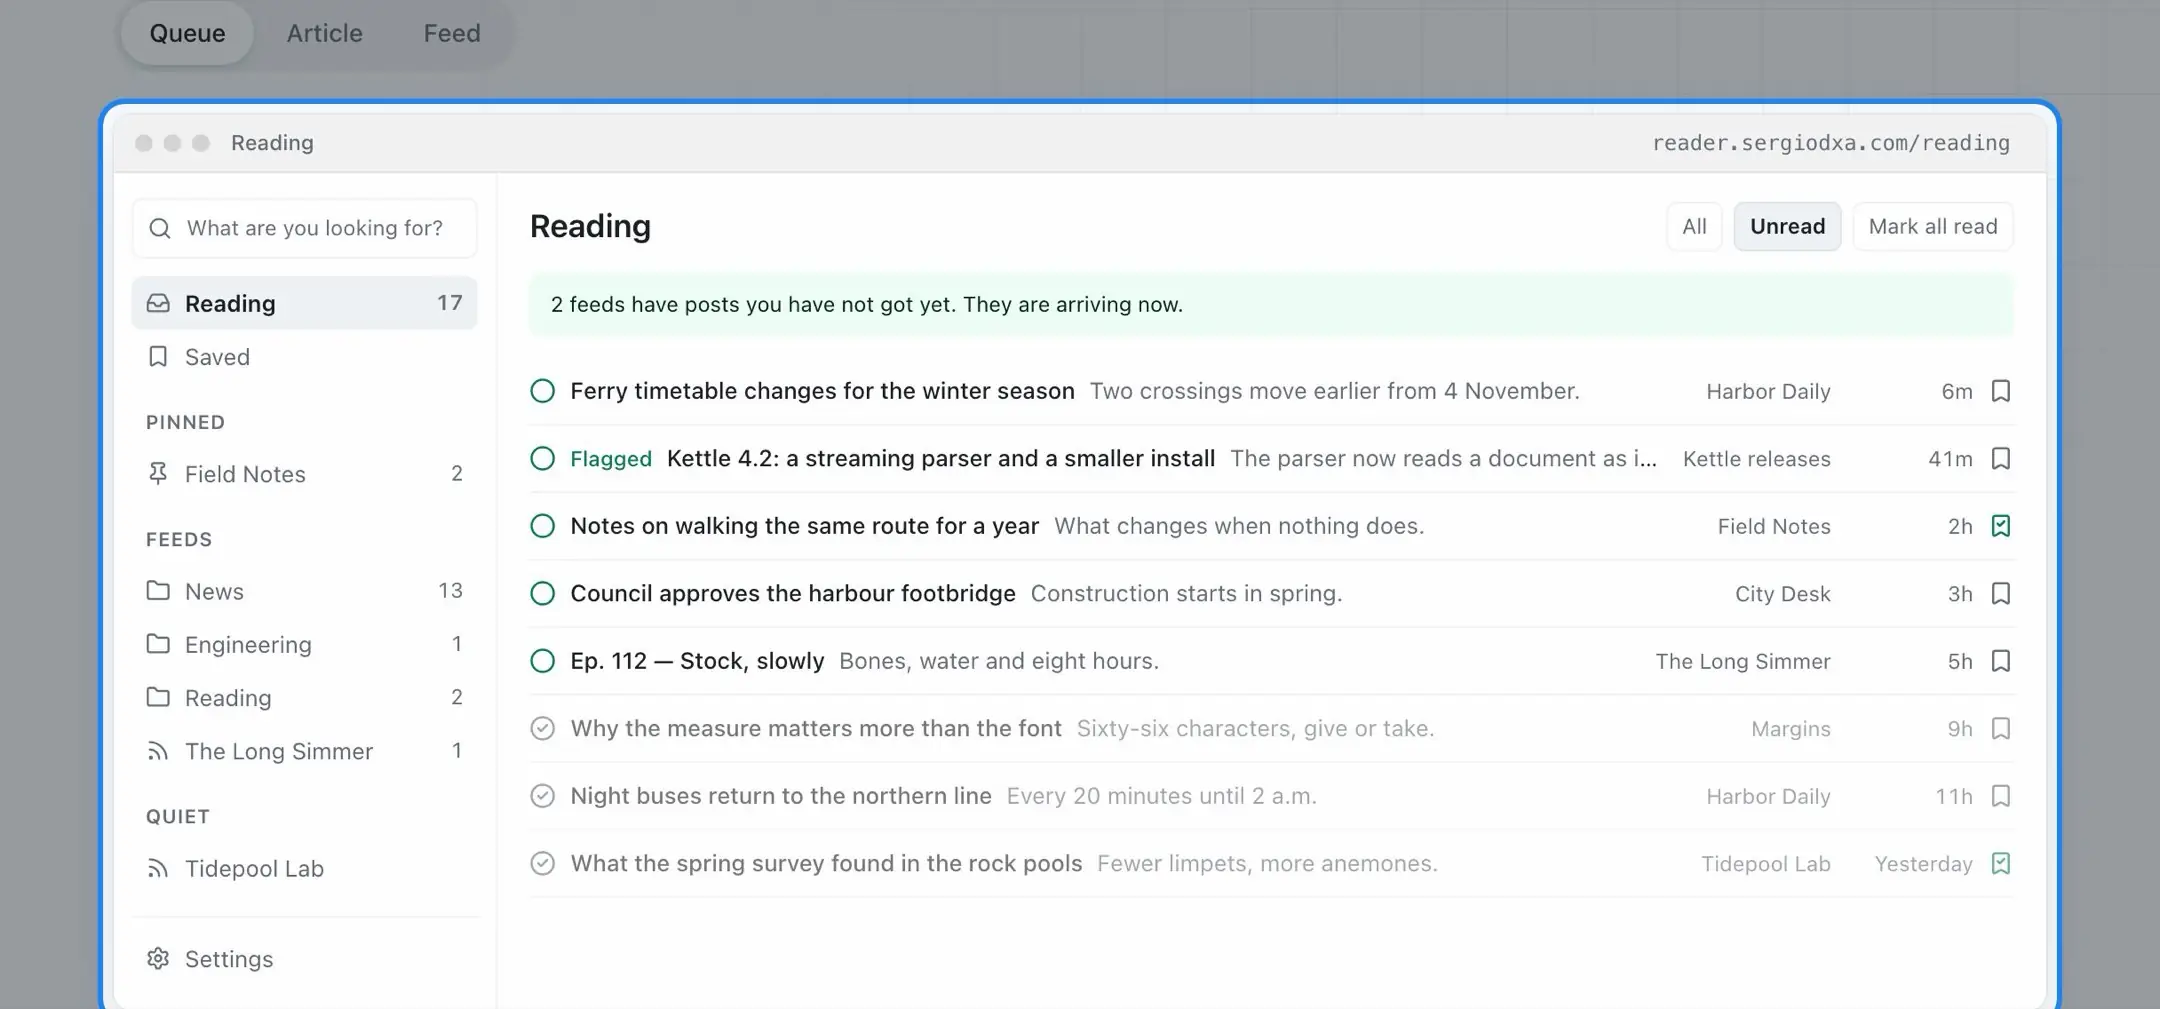 Queue Article Feed
Reading reader.sergiodxa.com/reading
What are you looking for?
Reading 17
Saved
PINNED
Field Notes 2
FEEDS
News 13
Engineering 1
Reading 2
The Long Simmer 1
QUIET
Tidepool Lab
Settings
Reading All Unread Mark all read
2 feeds have posts you have not got yet. They are arriving now.
Ferry timetable changes for the winter season Two crossings move earlier from 4 November. Harbor Daily 6m
Flagged Kettle 4.2: a streaming parser and a smaller install The parser now reads a document as i... Kettle releases 41m
Notes on walking the same route for a year What changes when nothing does. Field Notes 2h
Council approves the harbour footbridge Construction starts in spring. City Desk 3h
Ep. 112 — Stock, slowly Bones, water and eight hours. The Long Simmer 5h
Why the measure matters more than the font Sixty-six characters, give or take. Margins 9h
Night buses return to the northern line Every 20 minutes until 2 a.m. Harbor Daily 11h
What the spring survey found in the rock pools Fewer limpets, more anemones. Tidepool Lab Yesterday